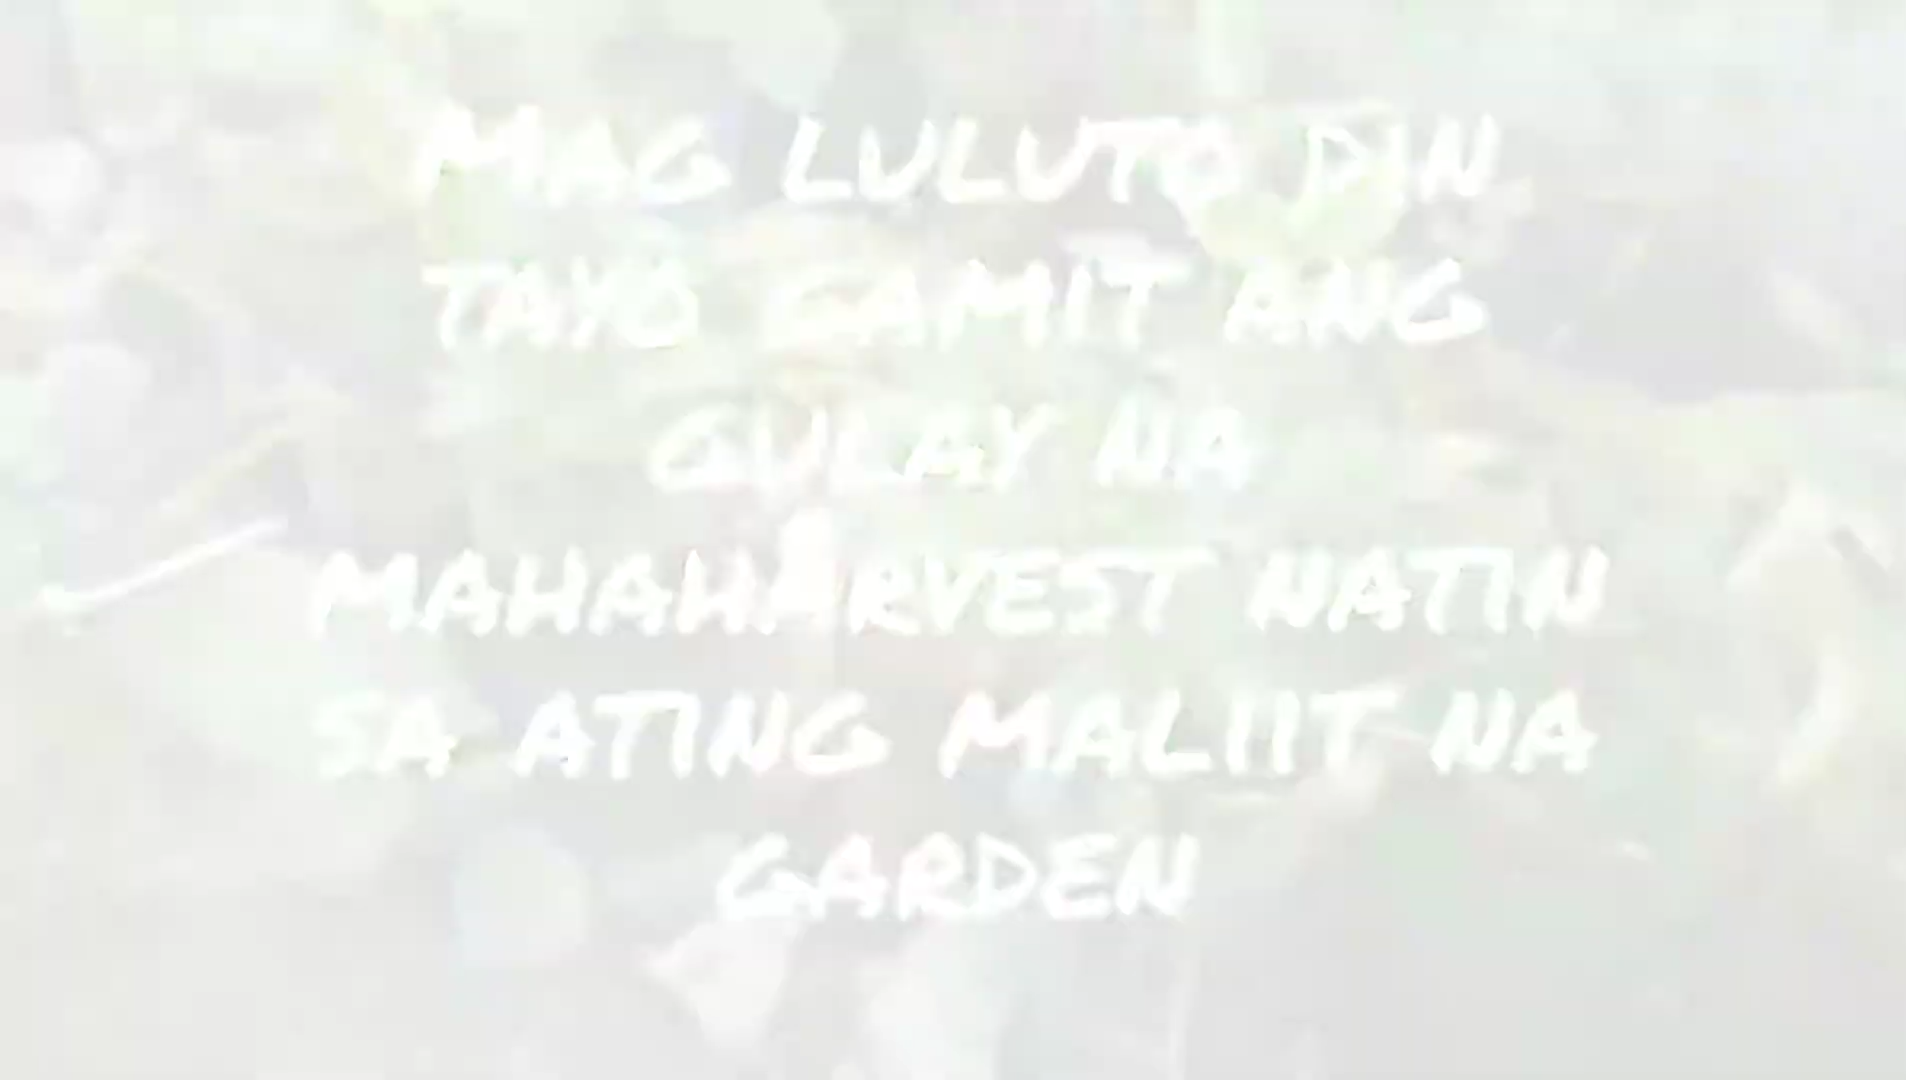 MAG LULUTO DIN
TAYO GAMIT ANG
GULAY NA
MAHAHARVEST NATIN
SA ATING MALIIT NA
GARDEN